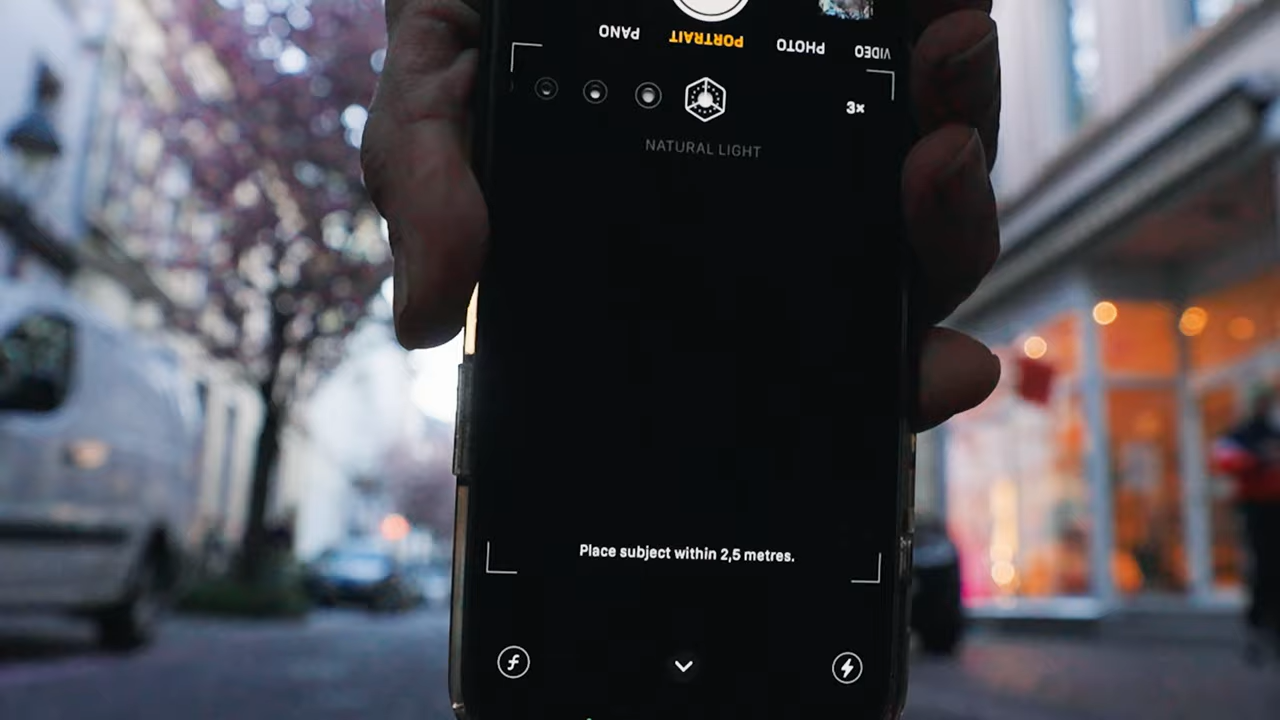 PANO PORTRAIT PHOTO VIDEO
3×
NATURAL LIGHT
Place subject within 2,5 metres.
f